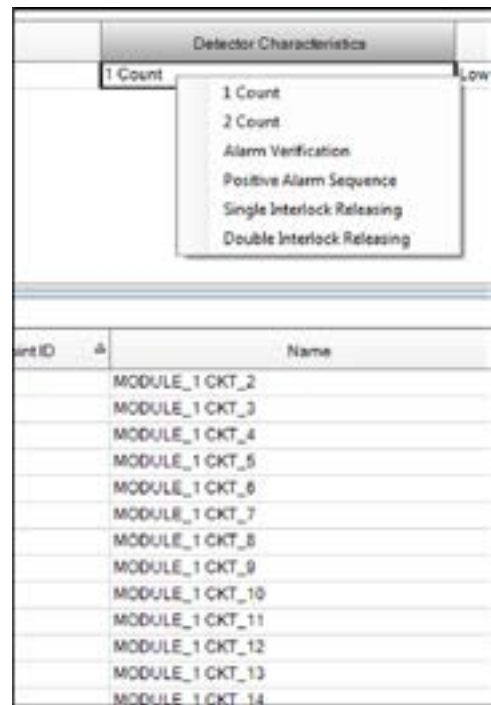 Detector Characteristics
1 Count
Low
1 Count
2 Count
Alarm Verification
Positive Alarm Sequence
Single Interlock Releasing
Double Interlock Releasing
oint ID
Name
MODULE_1 CKT_2
MODULE_1 CKT_3
MODULE_1 CKT_4
MODULE_1 CKT_5
MODULE_1 CKT_6
MODULE_1 CKT_7
MODULE_1 CKT_8
MODULE_1 CKT_9
MODULE_1 CKT_10
MODULE_1 CKT_11
MODULE_1 CKT_12
MODULE_1 CKT_13
MODULE_1 CKT_14